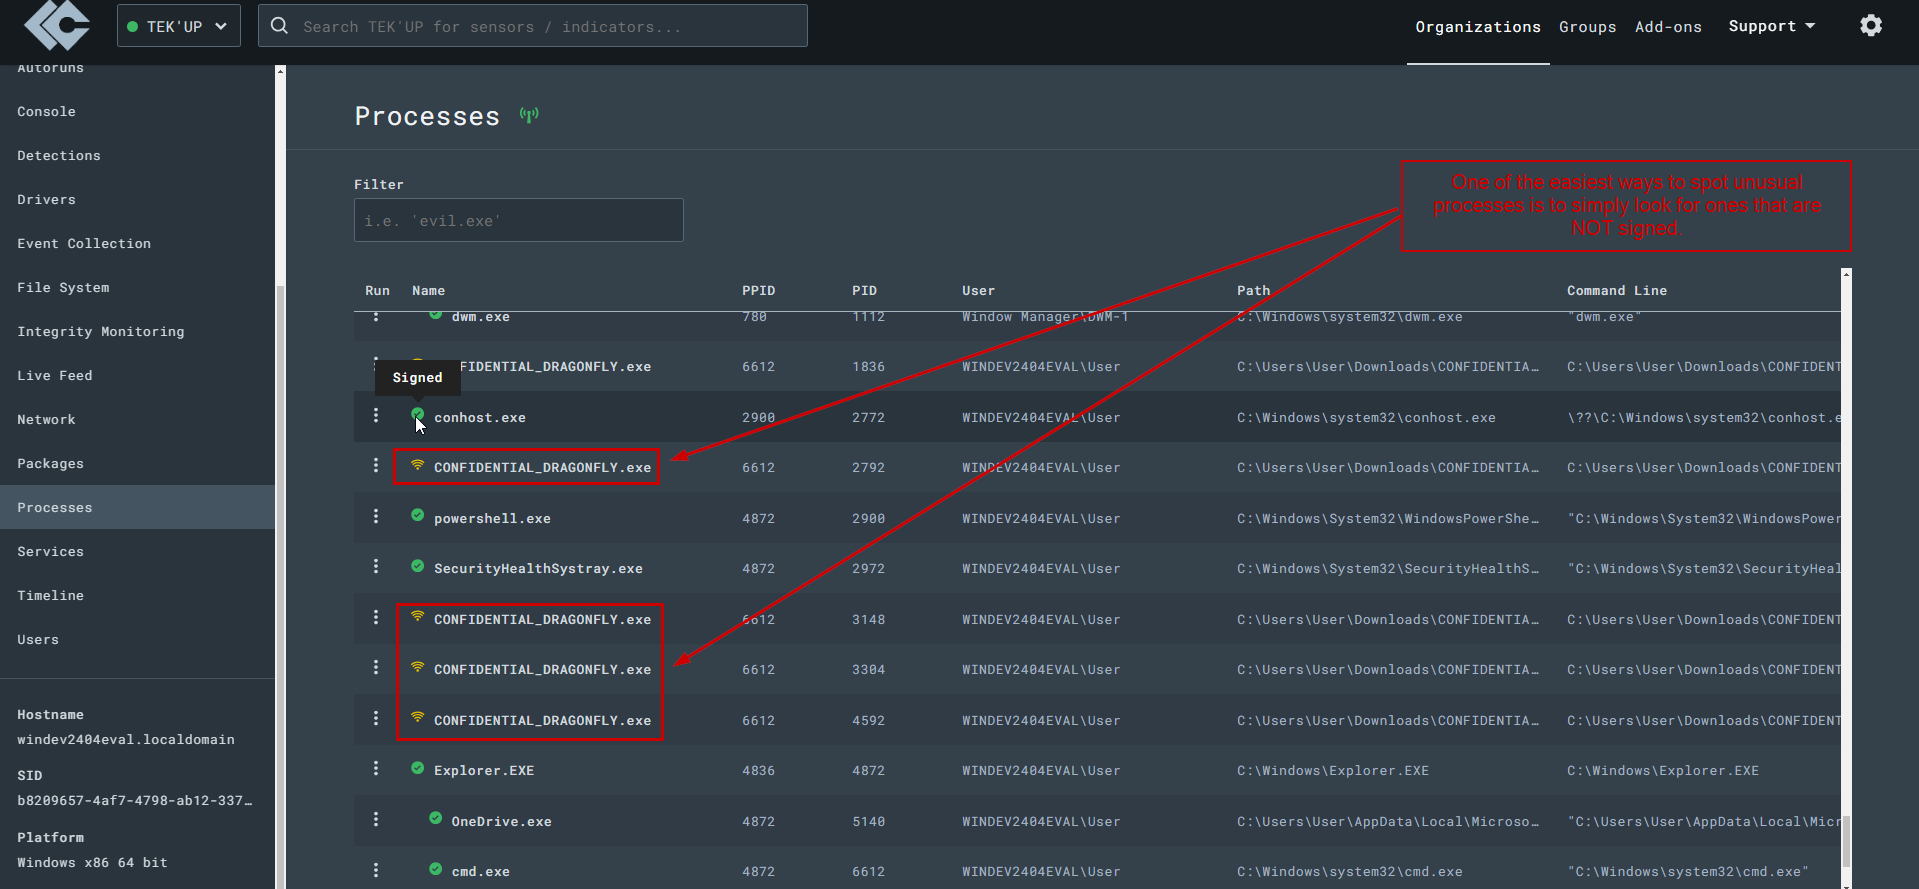 TEK'UP
Search TEK'UP for sensors / indicators...
Organizations
Groups
Add-ons
Support
Autoruns
Console
Detections
Drivers
Event Collection
File System
Integrity Monitoring
Live Feed
Network
Packages
Processes
Services
Timeline
Users
Hostname
windev2404eval.localdomain
SID
b8209657-4af7-4798-ab12-337…
Platform
Windows x86 64 bit
Processes
Filter
i.e. 'evil.exe'
One of the easiest ways to spot unusual
processes is to simply look for ones that are
NOT signed.
Run Name PPID PID User Path Command Line
dwm.exe 780 1112 Window Manager\DWM-1 C:\Windows\system32\dwm.exe "dwm.exe"
Signed
FIDENTIAL_DRAGONFLY.exe 6612 1836 WINDEV2404EVAL\User C:\Users\User\Downloads\CONFIDENTIA… C:\Users\User\Downloads\CONFIDENT
conhost.exe 2900 2772 WINDEV2404EVAL\User C:\Windows\system32\conhost.exe \??\C:\Windows\system32\conhost.e
CONFIDENTIAL_DRAGONFLY.exe 6612 2792 WINDEV2404EVAL\User C:\Users\User\Downloads\CONFIDENTIA… C:\Users\User\Downloads\CONFIDENT
powershell.exe 4872 2900 WINDEV2404EVAL\User C:\Windows\System32\WindowsPowerShe… "C:\Windows\System32\WindowsPower
SecurityHealthSystray.exe 4872 2972 WINDEV2404EVAL\User C:\Windows\System32\SecurityHealthS… "C:\Windows\System32\SecurityHeal
CONFIDENTIAL_DRAGONFLY.exe 6612 3148 WINDEV2404EVAL\User C:\Users\User\Downloads\CONFIDENTIA… C:\Users\User\Downloads\CONFIDENT
CONFIDENTIAL_DRAGONFLY.exe 6612 3304 WINDEV2404EVAL\User C:\Users\User\Downloads\CONFIDENTIA… C:\Users\User\Downloads\CONFIDENT
CONFIDENTIAL_DRAGONFLY.exe 6612 4592 WINDEV2404EVAL\User C:\Users\User\Downloads\CONFIDENTIA… C:\Users\User\Downloads\CONFIDENT
Explorer.EXE 4836 4872 WINDEV2404EVAL\User C:\Windows\Explorer.EXE C:\Windows\Explorer.EXE
OneDrive.exe 4872 5140 WINDEV2404EVAL\User C:\Users\User\AppData\Local\Microso… "C:\Users\User\AppData\Local\Micr
cmd.exe 4872 6612 WINDEV2404EVAL\User C:\Windows\system32\cmd.exe "C:\Windows\system32\cmd.exe"